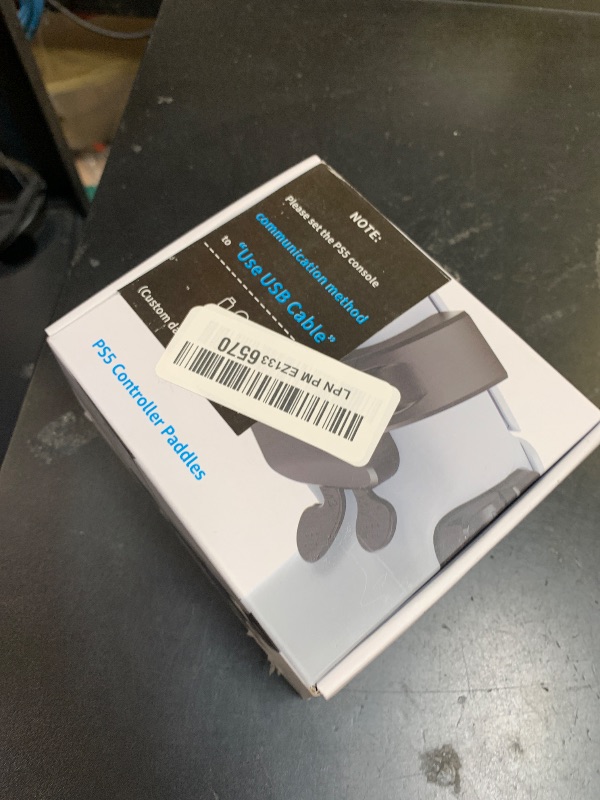 NOTE:
Please set the PS5 console
communication method
to
“Use USB Cable”
(Custom
PS5 Controller Paddles
LPN PM EZ1336570